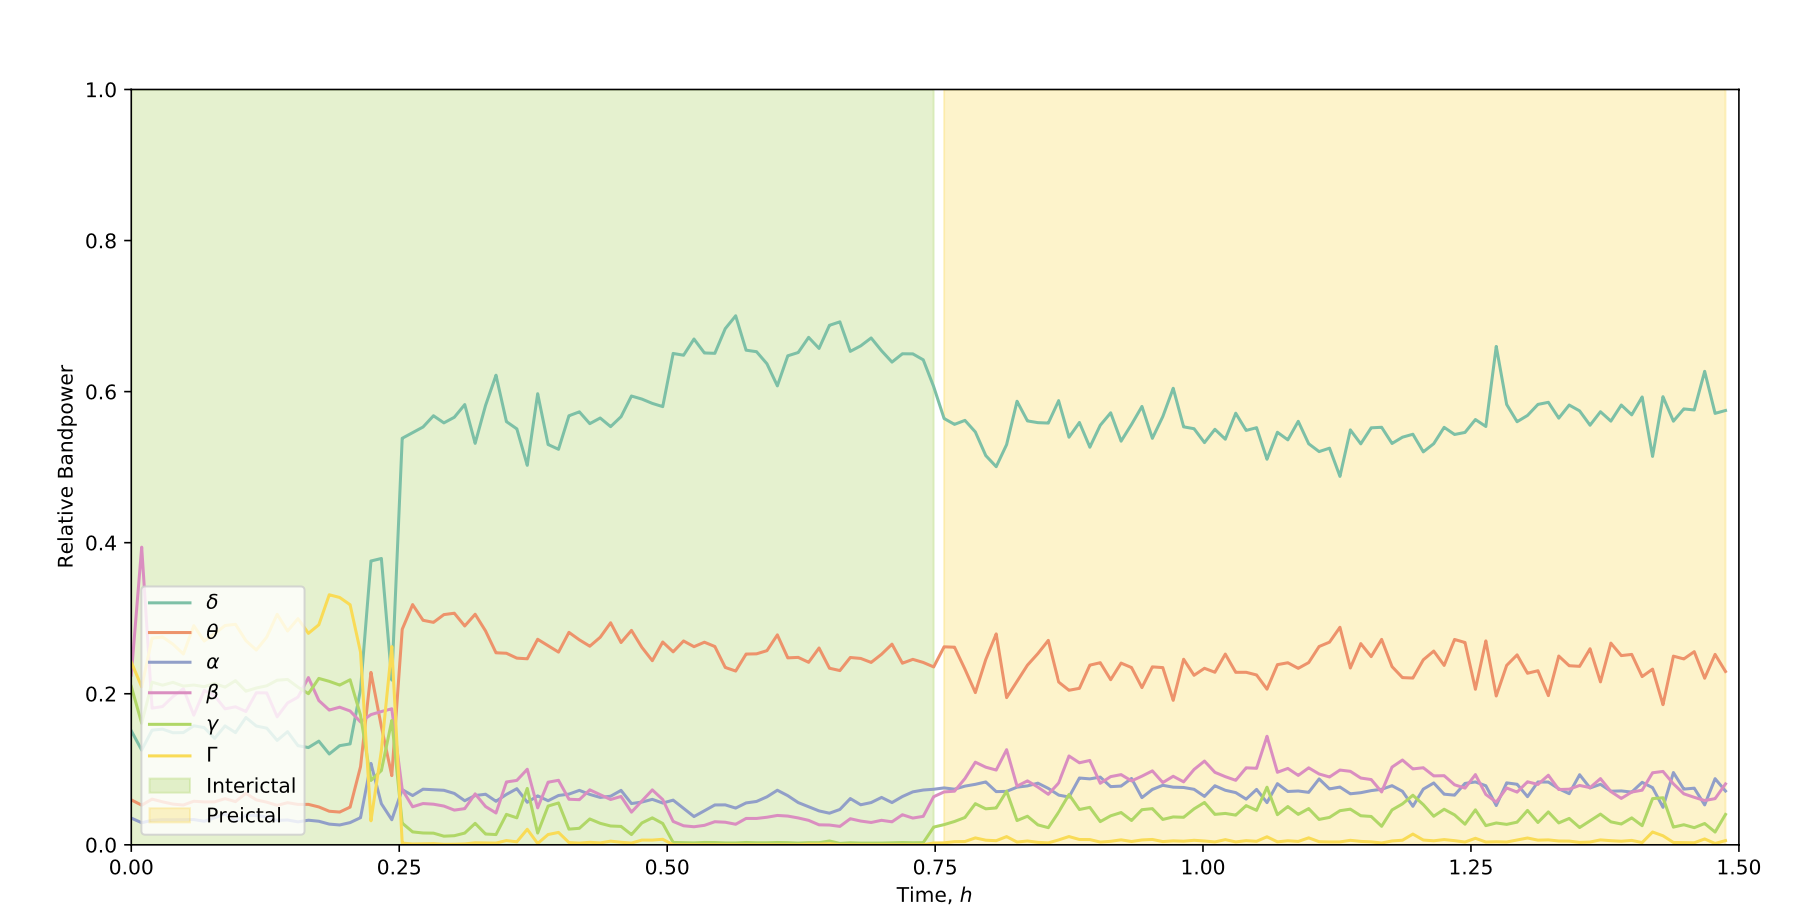 1.0
0.8
0.6
0.4
0.2
0.0
Relative Bandpower
δ
θ
α
β
γ
Γ
Interictal
Preictal
0.00 0.25 0.50 0.75 1.00 1.25 1.50
Time, h